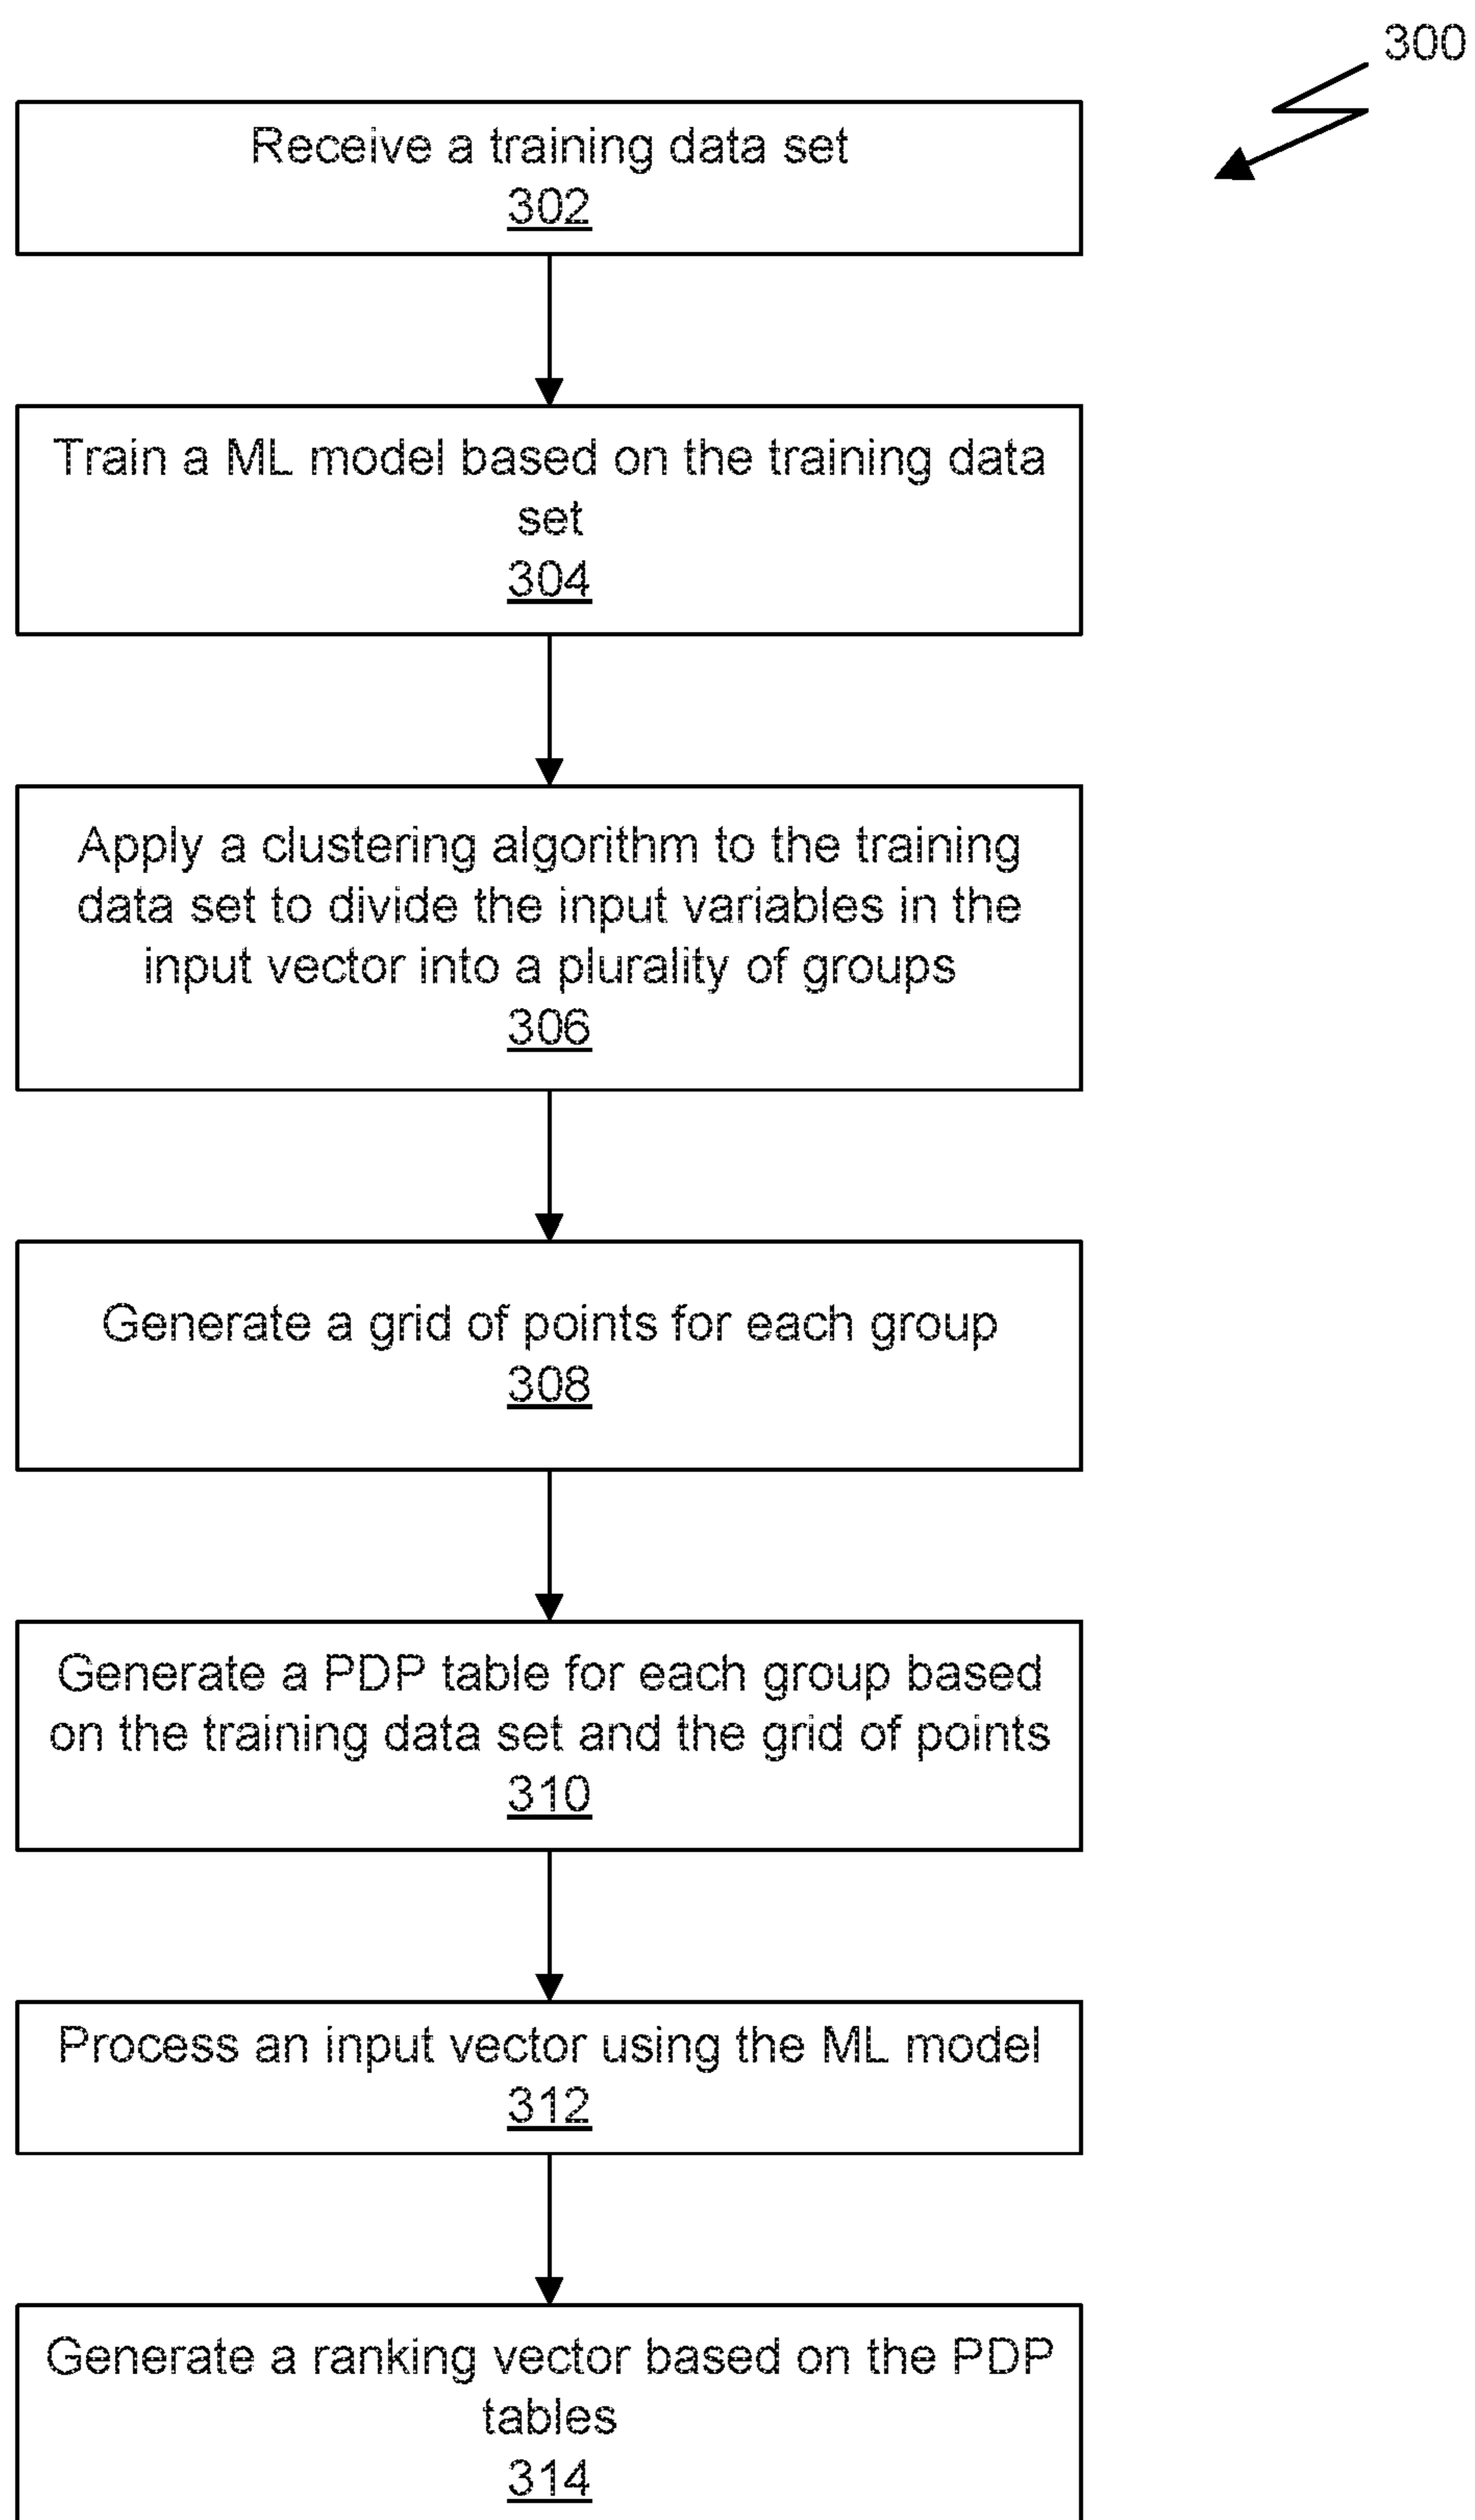 300
Receive a training data set
302
Train a ML model based on the training data
set
304
Apply a clustering algorithm to the training
data set to divide the input variables in the
input vector into a plurality of groups
306
Generate a grid of points for each group
308
Generate a PDP table for each group based
on the training data set and the grid of points
310
Process an input vector using the ML model
312
Generate a ranking vector based on the PDP
tables
314